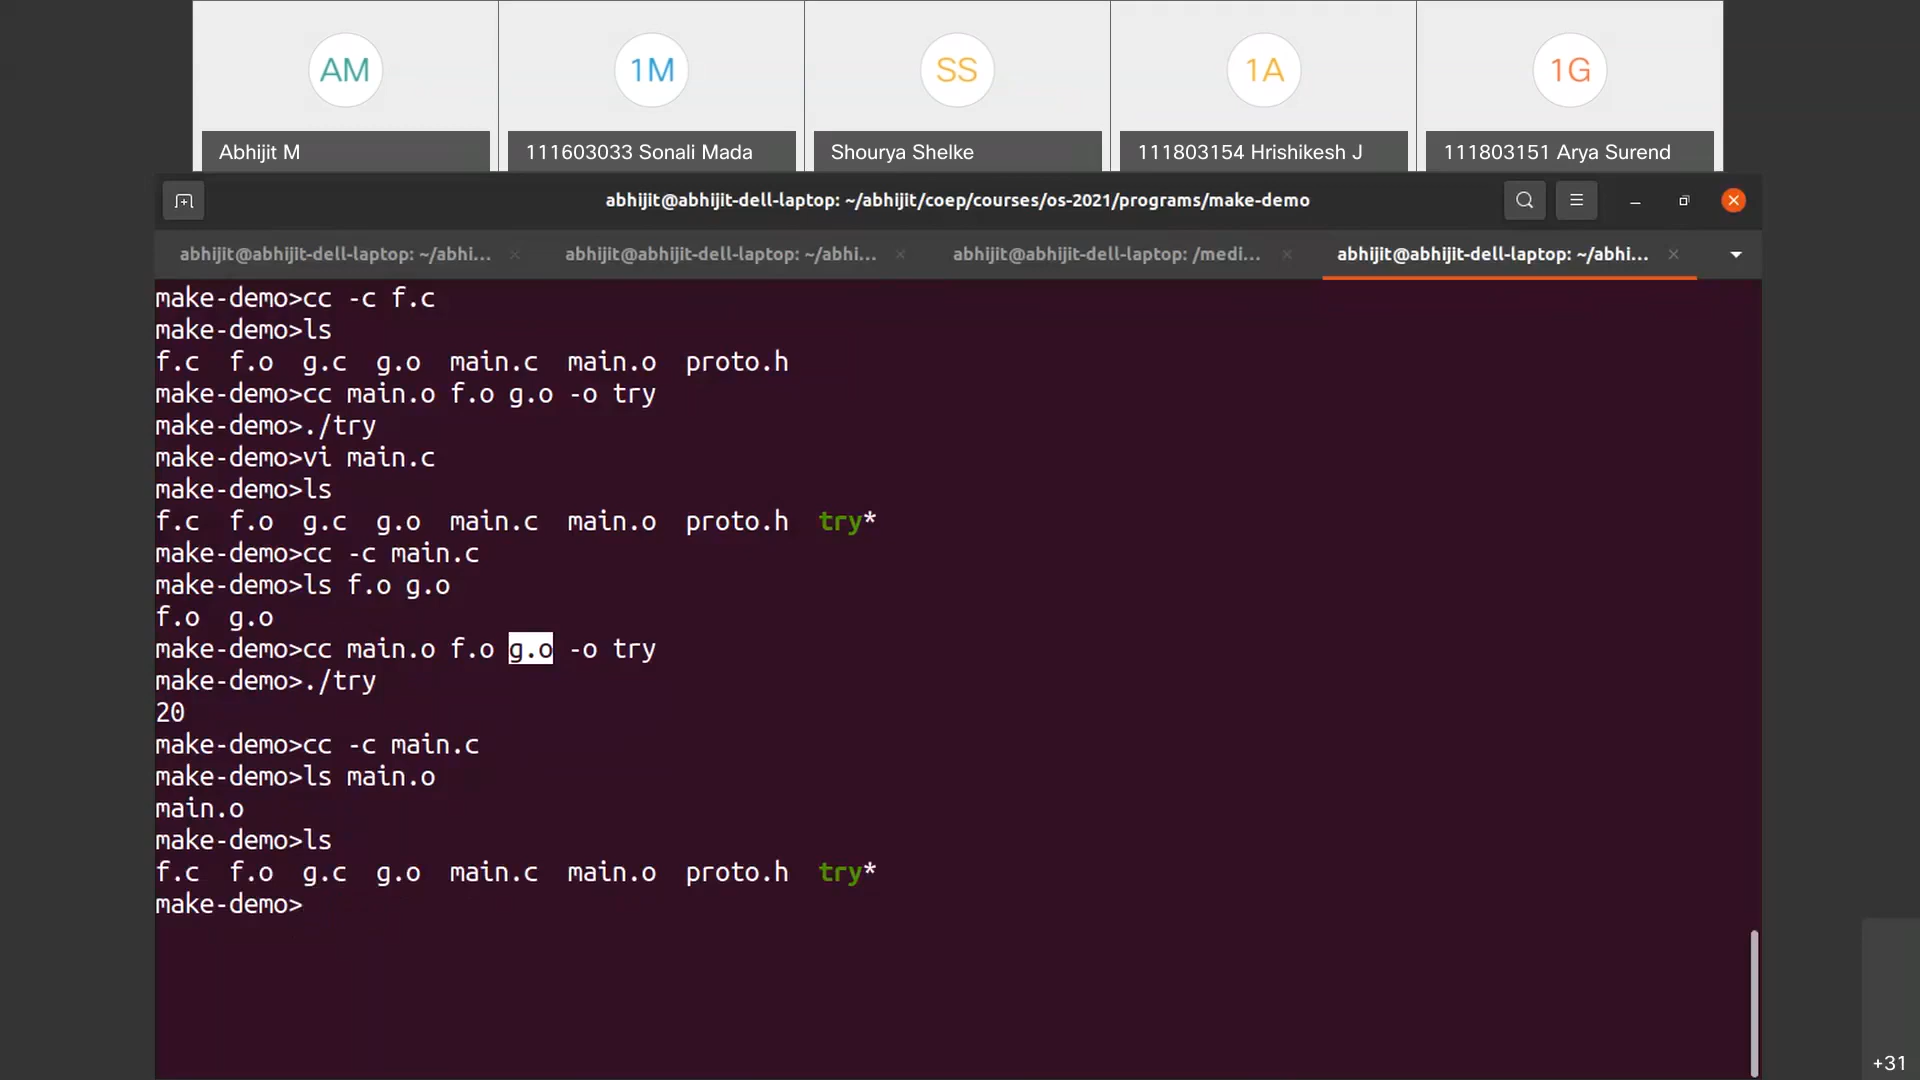 AM
1M
SS
1A
1G
Abhijit M
111603033 Sonali Mada
Shourya Shelke
111803154 Hrishikesh J
111803151 Arya Surend
abhijit@abhijit-dell-laptop: ~/abhijit/coep/courses/os-2021/programs/make-demo
abhijit@abhijit-dell-laptop: ~/abhi...
abhijit@abhijit-dell-laptop: ~/abhi...
abhijit@abhijit-dell-laptop: /medi...
abhijit@abhijit-dell-laptop: ~/abhi...
make-demo>cc -c f.c
make-demo>ls
f.c  f.o  g.c  g.o  main.c  main.o  proto.h
make-demo>cc main.o f.o g.o -o try
make-demo>./try
make-demo>vi main.c
make-demo>ls
f.c  f.o  g.c  g.o  main.c  main.o  proto.h  try*
make-demo>cc -c main.c
make-demo>ls f.o g.o
f.o  g.o
make-demo>cc main.o f.o g.o -o try
make-demo>./try
20
make-demo>cc -c main.c
make-demo>ls main.o
main.o
make-demo>ls
f.c  f.o  g.c  g.o  main.c  main.o  proto.h  try*
make-demo>
+31